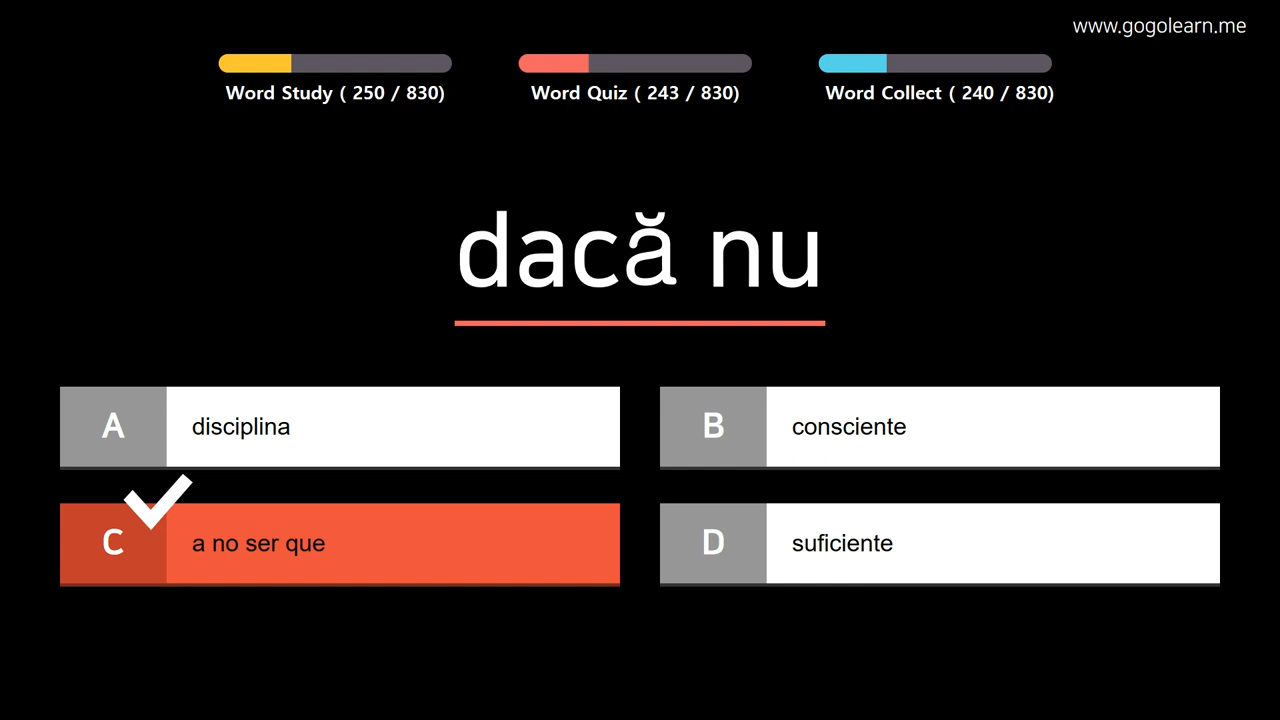 www.gogolearn.me
Word Study ( 250 / 830)
Word Quiz ( 243 / 830)
Word Collect ( 240 / 830)
dacă nu
A
disciplina
B
consciente
C
a no ser que
D
suficiente